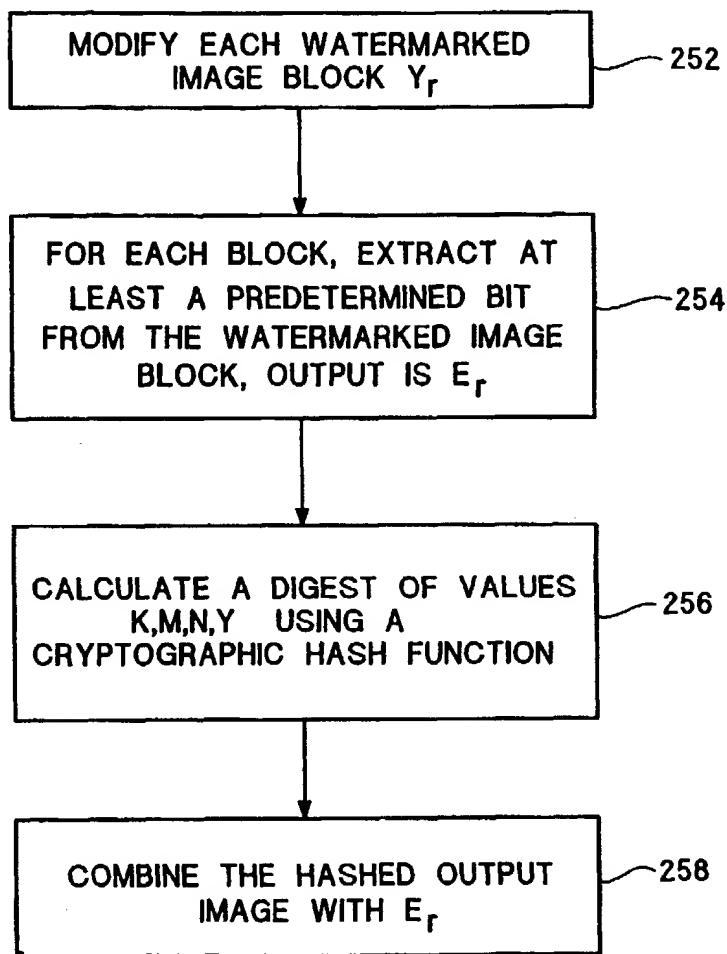 MODIFY EACH WATERMARKED
IMAGE BLOCK Yr
252
FOR EACH BLOCK, EXTRACT AT
LEAST A PREDETERMINED BIT
FROM THE WATERMARKED IMAGE
BLOCK, OUTPUT IS Er
254
CALCULATE A DIGEST OF VALUES
K,M,N,Y USING A
CRYPTOGRAPHIC HASH FUNCTION
256
COMBINE THE HASHED OUTPUT
IMAGE WITH Er
258